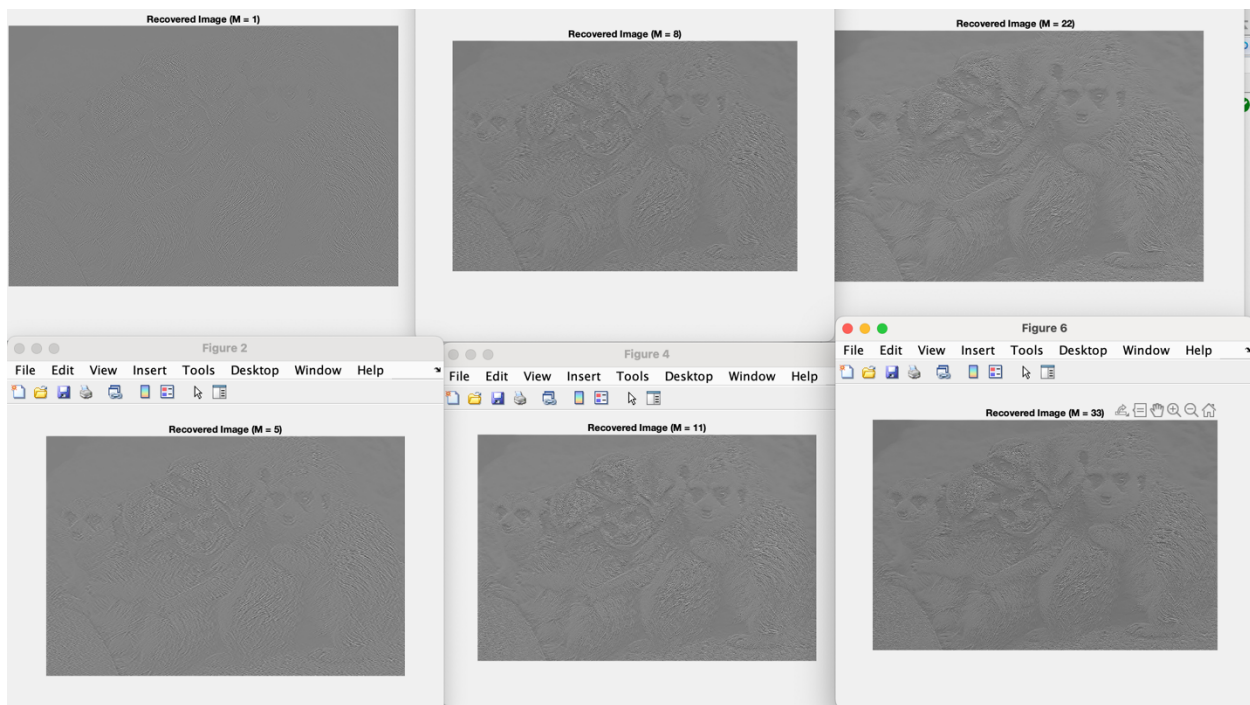 Recovered Image (M = 1)
Recovered Image (M = 8)
Recovered Image (M = 22)
Figure 2
File Edit View Insert Tools Desktop Window Help
Recovered Image (M = 5)
Figure 4
File Edit View Insert Tools Desktop Window Help
Recovered Image (M = 11)
Figure 6
File Edit View Insert Tools Desktop Window Help
Recovered Image (M = 33)